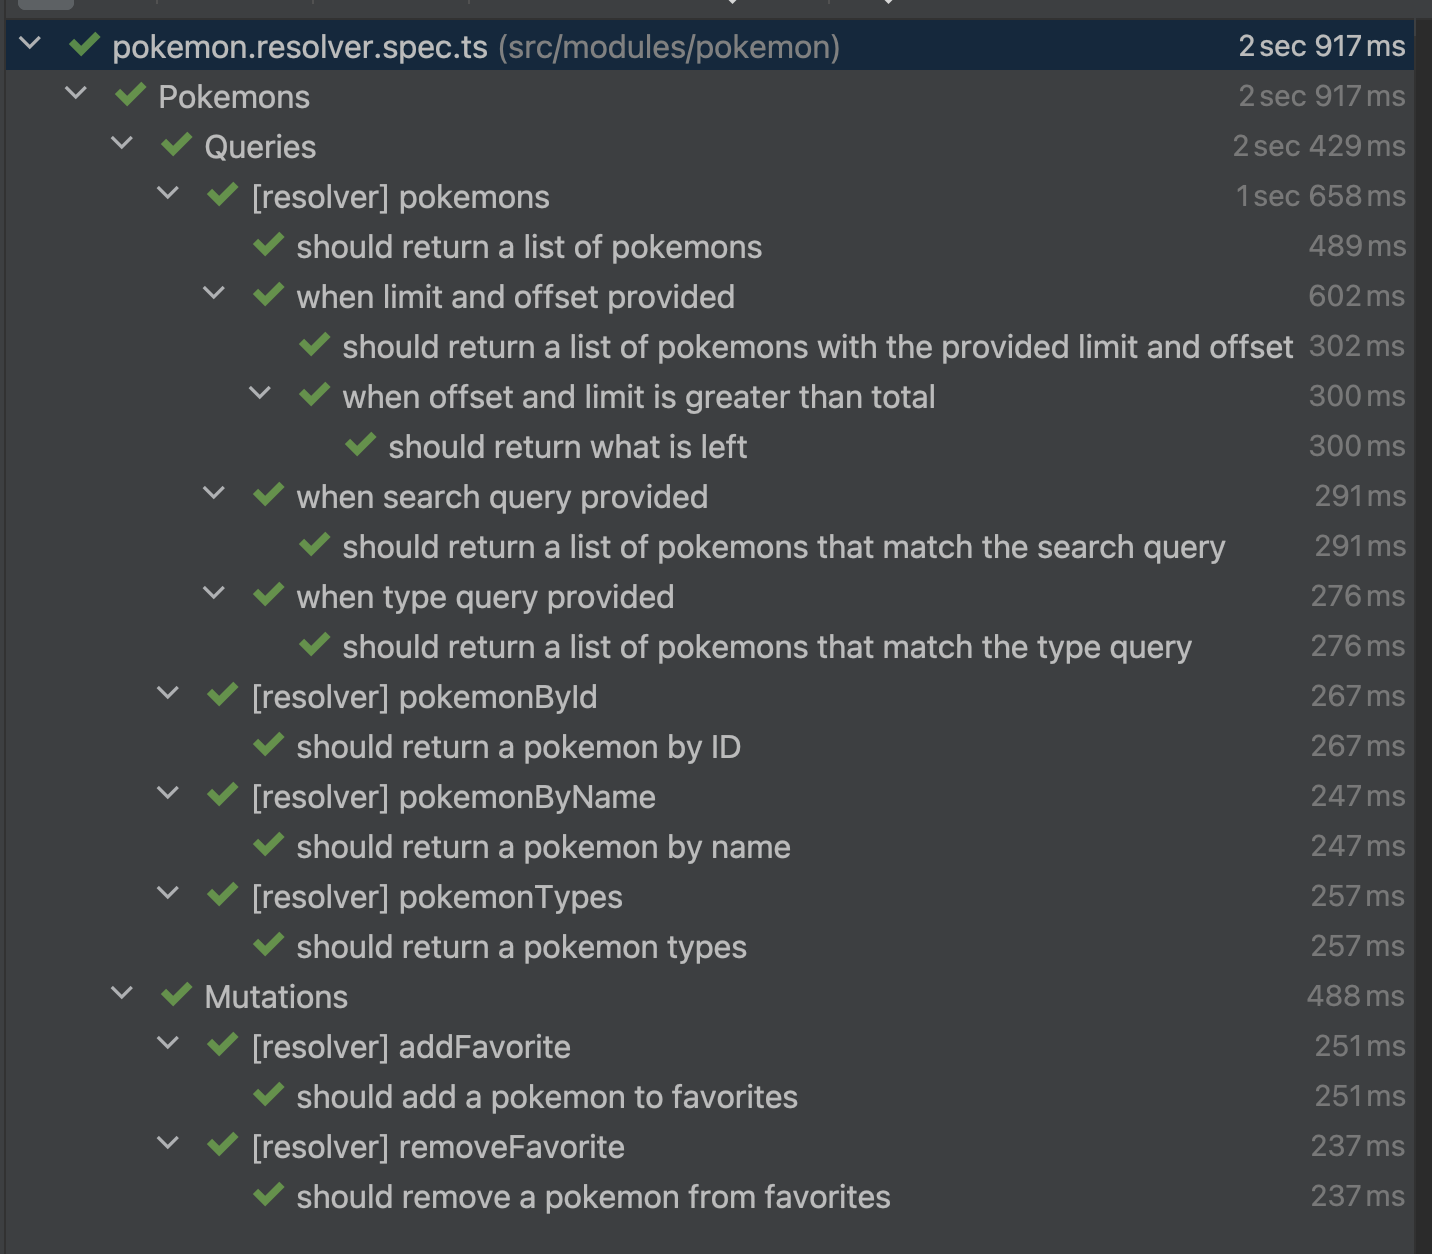 pokemon.resolver.spec.ts (src/modules/pokemon) 2 sec 917 ms
Pokemons 2 sec 917 ms
Queries 2 sec 429 ms
[resolver] pokemons 1 sec 658 ms
should return a list of pokemons 489 ms
when limit and offset provided 602 ms
should return a list of pokemons with the provided limit and offset 302 ms
when offset and limit is greater than total 300 ms
should return what is left 300 ms
when search query provided 291 ms
should return a list of pokemons that match the search query 291 ms
when type query provided 276 ms
should return a list of pokemons that match the type query 276 ms
[resolver] pokemonById 267 ms
should return a pokemon by ID 267 ms
[resolver] pokemonByName 247 ms
should return a pokemon by name 247 ms
[resolver] pokemonTypes 257 ms
should return a pokemon types 257 ms
Mutations 488 ms
[resolver] addFavorite 251 ms
should add a pokemon to favorites 251 ms
[resolver] removeFavorite 237 ms
should remove a pokemon from favorites 237 ms